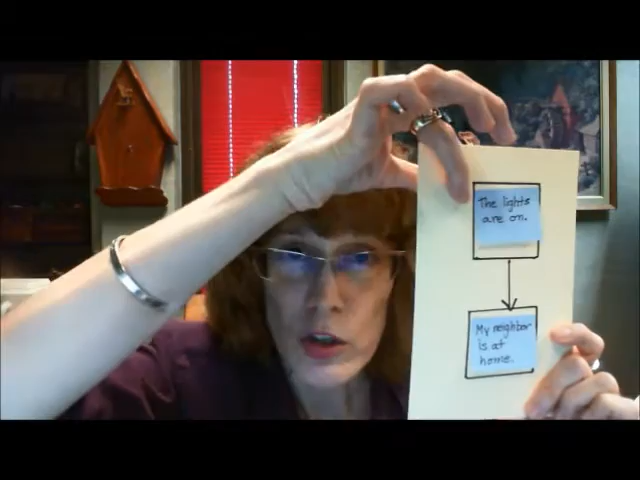 The lights
are on.
My neighbor
is at
home.